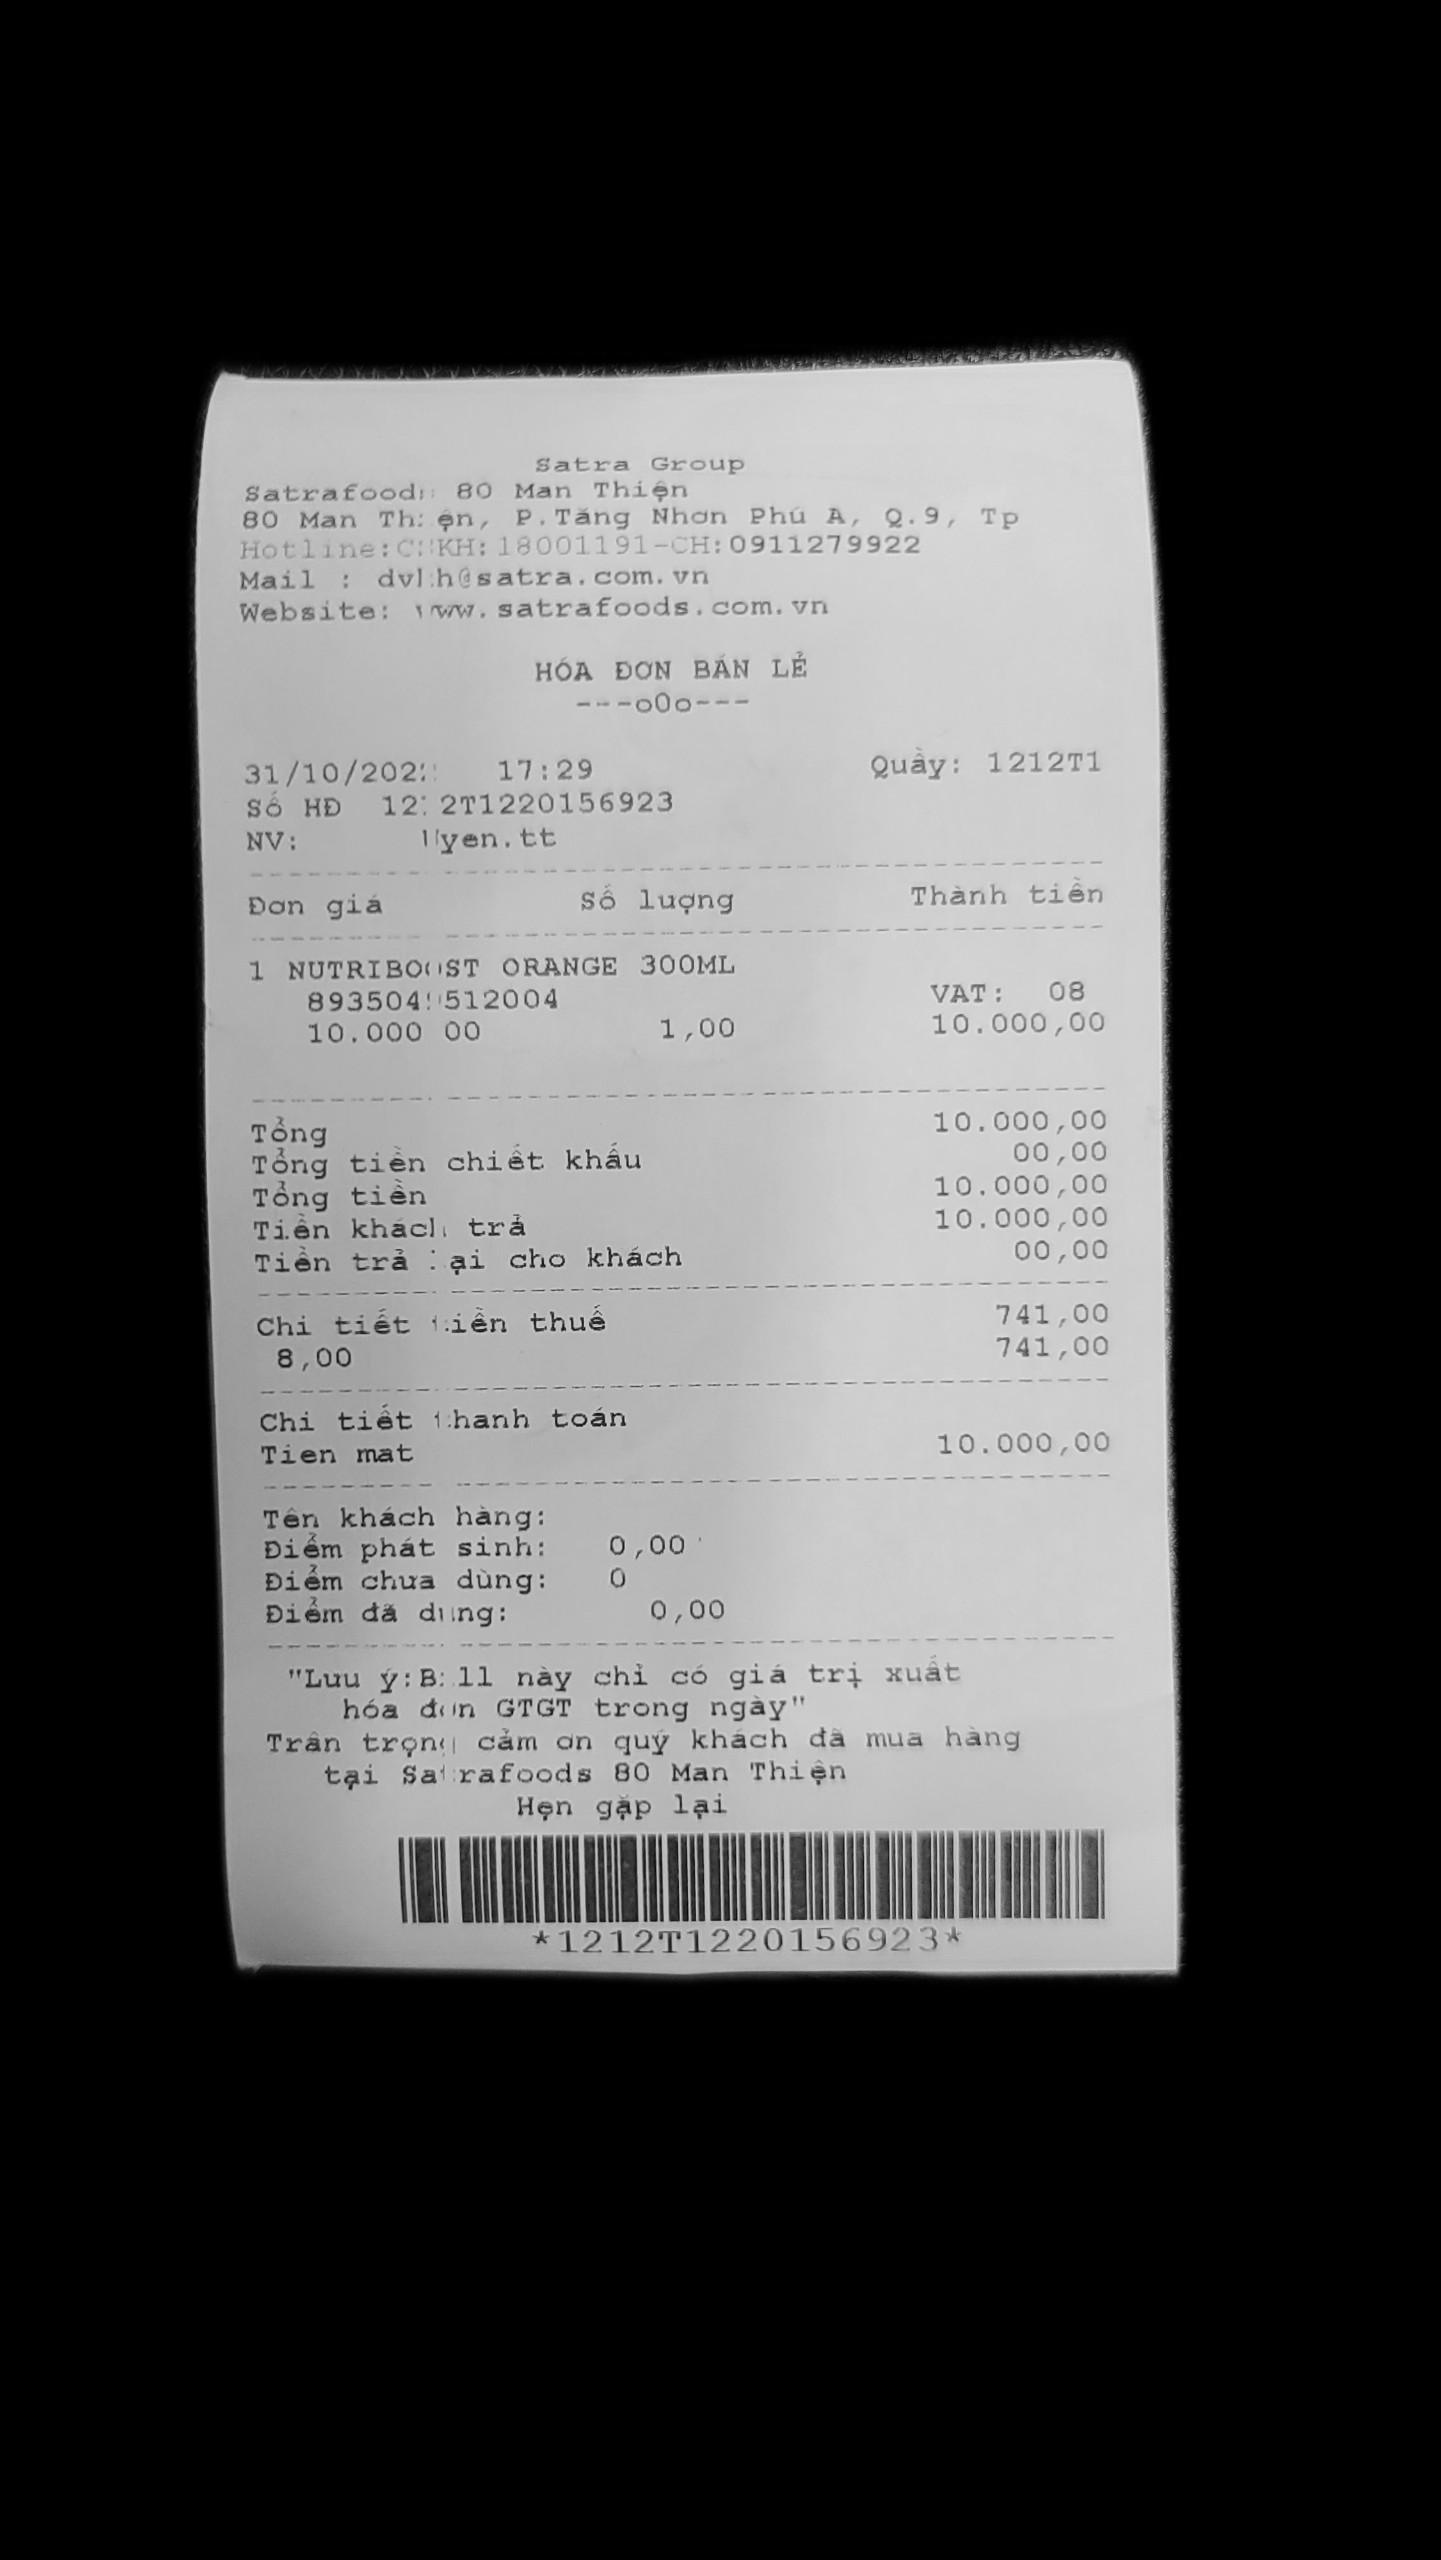 Satra Group
Satrafoods 80 Man Thiện
80 Man Thiện, P.Tăng Nhơn Phú A, Q.9, Tp
Hotline:CSKH:18001191-CH:0911279922
Mail : dvkh@satra.com.vn
Website: www.satrafoods.com.vn
HÓA ĐƠN BÁN LẺ
---o0o---
31/10/2022 17:29 Quầy: 1212T1
Số HĐ 1212T1220156923
NV: Uyen.tt
Đơn giá Số lượng Thành tiền
1 NUTRIBOOST ORANGE 300ML
8935049512004 VAT: 08
10.000 00 1,00 10.000,00
Tổng 10.000,00
Tổng tiền chiết khấu 00,00
Tổng tiền 10.000,00
Tiền khách trả 10.000,00
Tiền trả lại cho khách 00,00
Chi tiết tiền thuế 741,00
8,00 741,00
Chi tiết thanh toán
Tien mat 10.000,00
Tên khách hàng:
Điểm phát sinh: 0,00
Điểm chưa dùng: 0
Điểm đã dùng: 0,00
"Lưu ý:Bill này chỉ có giá trị xuất
hóa đơn GTGT trong ngày"
Trân trọng cảm ơn quý khách đã mua hàng
tại Satrafoods 80 Man Thiện
Hẹn gặp lại
*1212T1220156923*